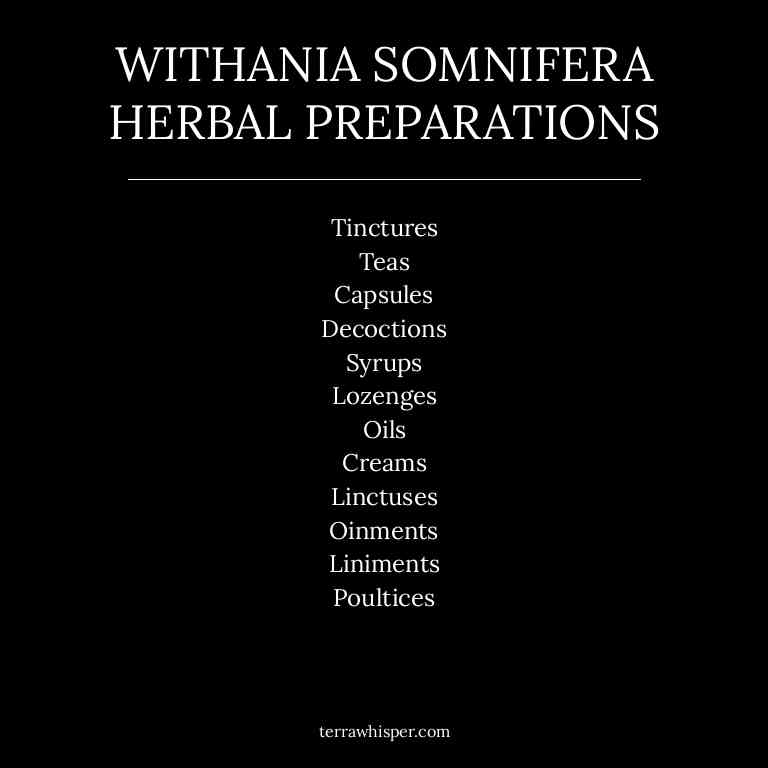 WITHANIA SOMNIFERA
HERBAL PREPARATIONS
Tinctures
Teas
Capsules
Decoctions
Syrups
Lozenges
Oils
Creams
Linctuses
Oinments
Liniments
Poultices
terrawhisper.com